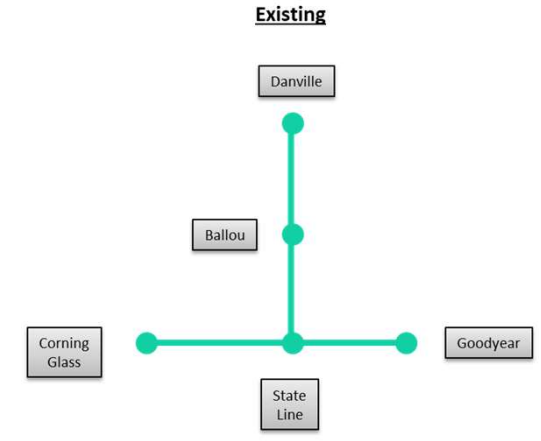 Existing
Danville
Ballou
Corning
Glass
Goodyear
State
Line